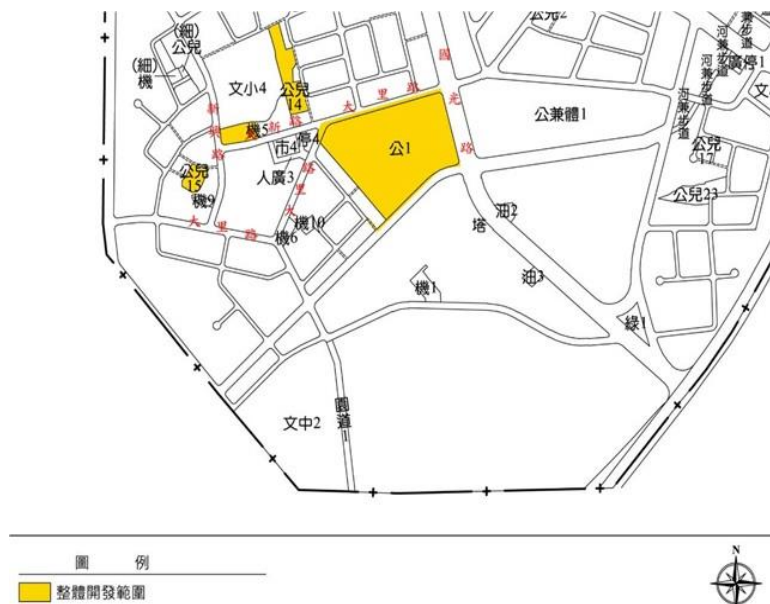 公兒2
(細)
公兒
(細)
機
文小4
公兒
14
國
光
路
大里路
廣停1
河兼步道
河兼步道
河兼步道
公兼體1
新
興
路
機5
新路
停4
市4
公1
公兒
17
人廣3
路
里
大
公兒
15
機9
公兒23
大里路
機10
機6
塔
油2
油3
機1
綠1
文中2
園道1
圖例
整體開發範圍
N